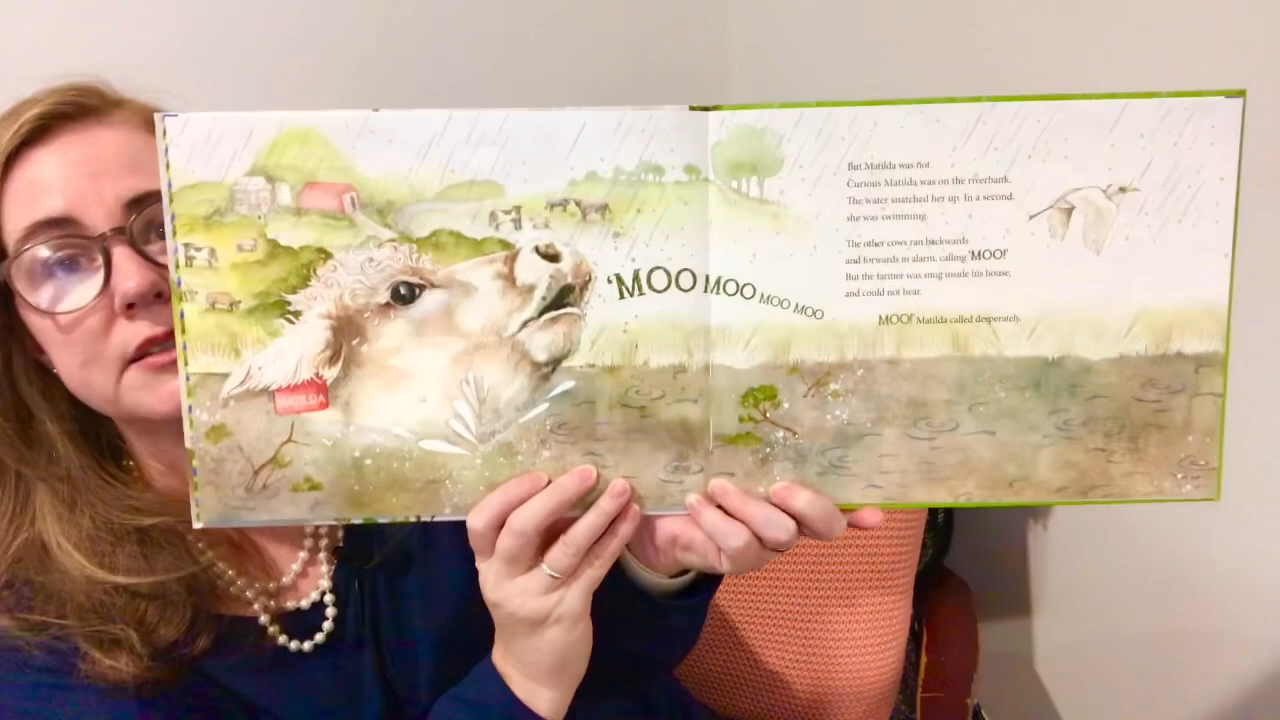 MATILDA
'MOO MOO MOO MOO
But Matilda was not.
Curious Matilda was on the riverbank.
The water snatched her up. In a second,
she was swimming.
The other cows ran backwards
and forwards in alarm, calling 'MOO!'
But the farmer was snug inside his house,
and could not hear.
'MOO!' Matilda called desperately.